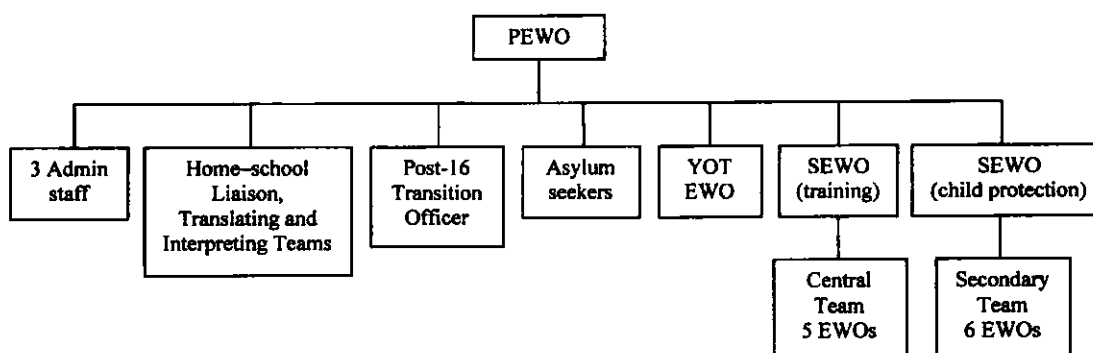 PEWO
3 Admin
staff
Home–school
Liaison,
Translating and
Interpreting Teams
Post-16
Transition
Officer
Asylum
seekers
YOT
EWO
SEWO
(training)
SEWO
(child protection)
Central
Team
5 EWOs
Secondary
Team
6 EWOs